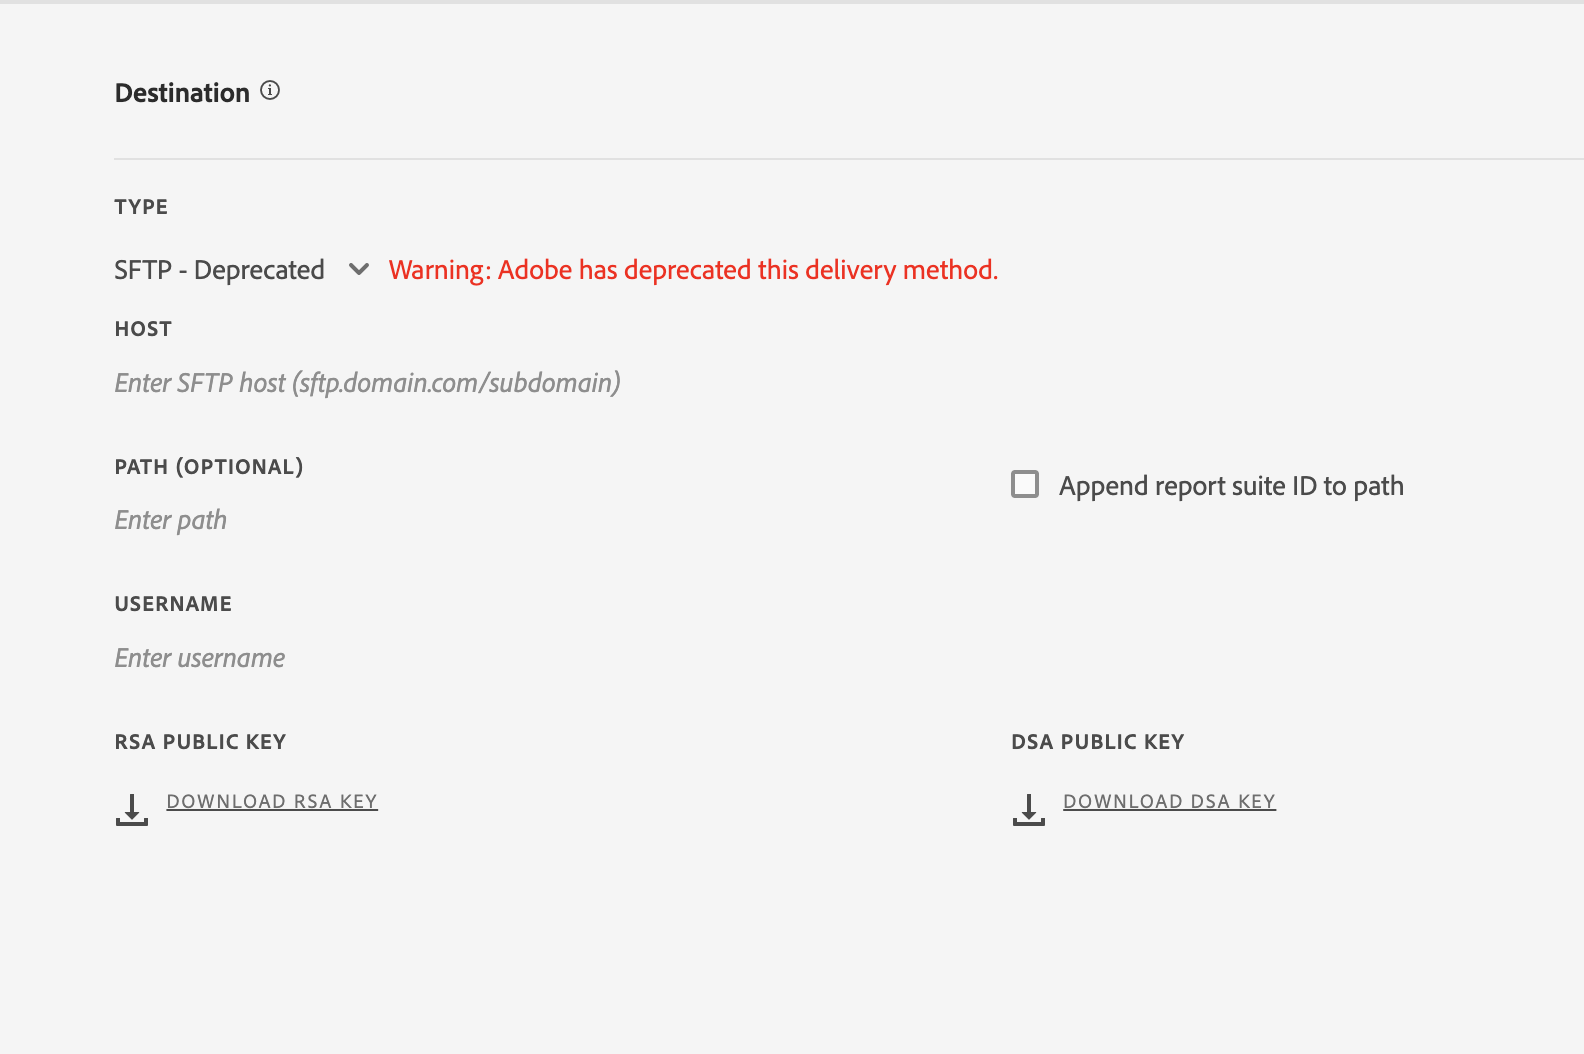 Destination
TYPE
SFTP - Deprecated Warning: Adobe has deprecated this delivery method.
HOST
Enter SFTP host (sftp.domain.com/subdomain)
PATH (OPTIONAL)
Append report suite ID to path
Enter path
USERNAME
Enter username
RSA PUBLIC KEY DSA PUBLIC KEY
DOWNLOAD RSA KEY DOWNLOAD DSA KEY